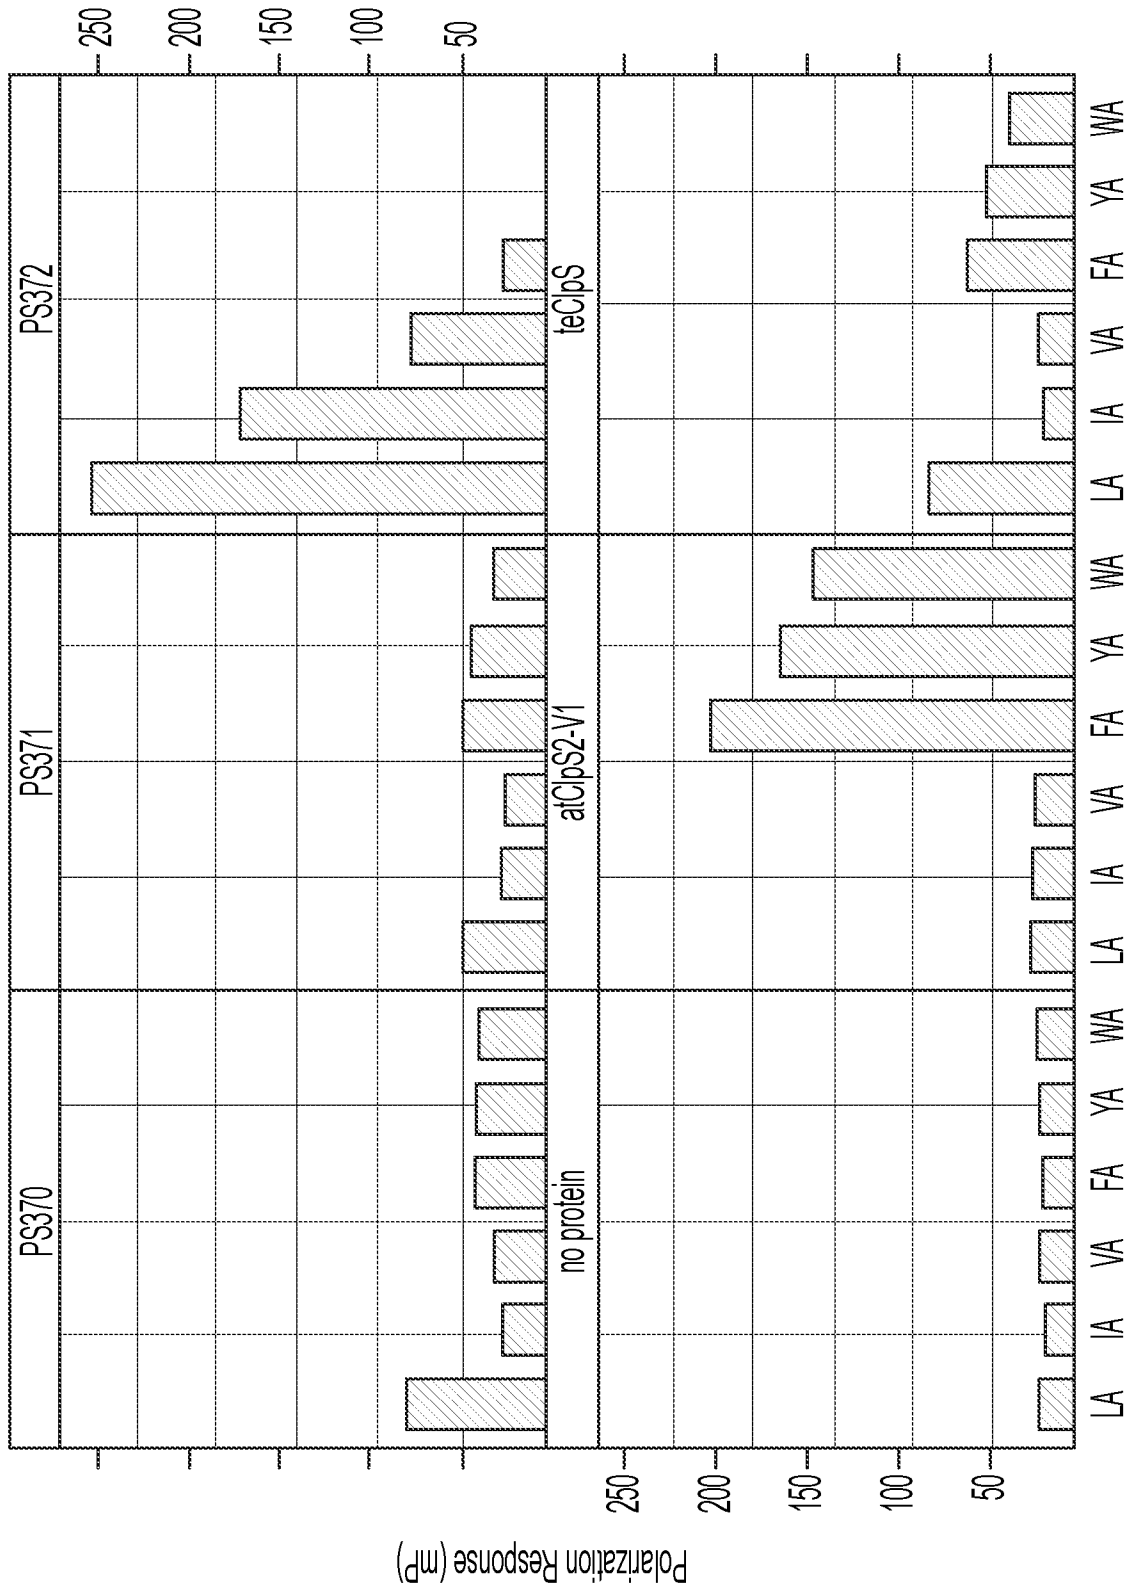 PS370
PS371
PS372
250
200
150
100
50
no protein
atClpS2-V1
teClpS
250
200
150
100
50
Polarization Response (mP)
LA IA VA FA YA WA
LA IA VA FA YA WA
LA IA VA FA YA WA